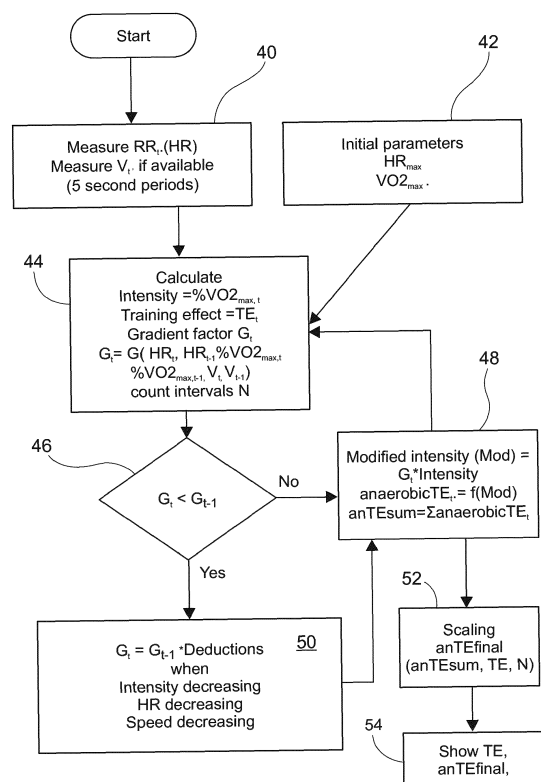 Start
40
42
Measure RRₜ.(HR)
Measure Vₜ. if available
(5 second periods)
Initial parameters
HRmax
VO2max .
44
Calculate
Intensity =%VO2max, t
Training effect =TEₜ
Gradient factor Gₜ
Gₜ= G( HRₜ, HRt-1%VO2max,t
%VO2max,t-1, Vₜ, Vt-1)
count intervals N
46
48
Gₜ < Gt-1
No
Yes
Modified intensity (Mod) =
Gₜ*Intensity
anaerobicTEₜ.= f(Mod)
anTEsum=ΣanaerobicTEₜ
50
Gₜ = Gt-1 *Deductions
when
Intensity decreasing
HR decreasing
Speed decreasing
52
Scaling
anTEfinal
(anTEsum, TE, N)
54
Show TE,
anTEfinal,